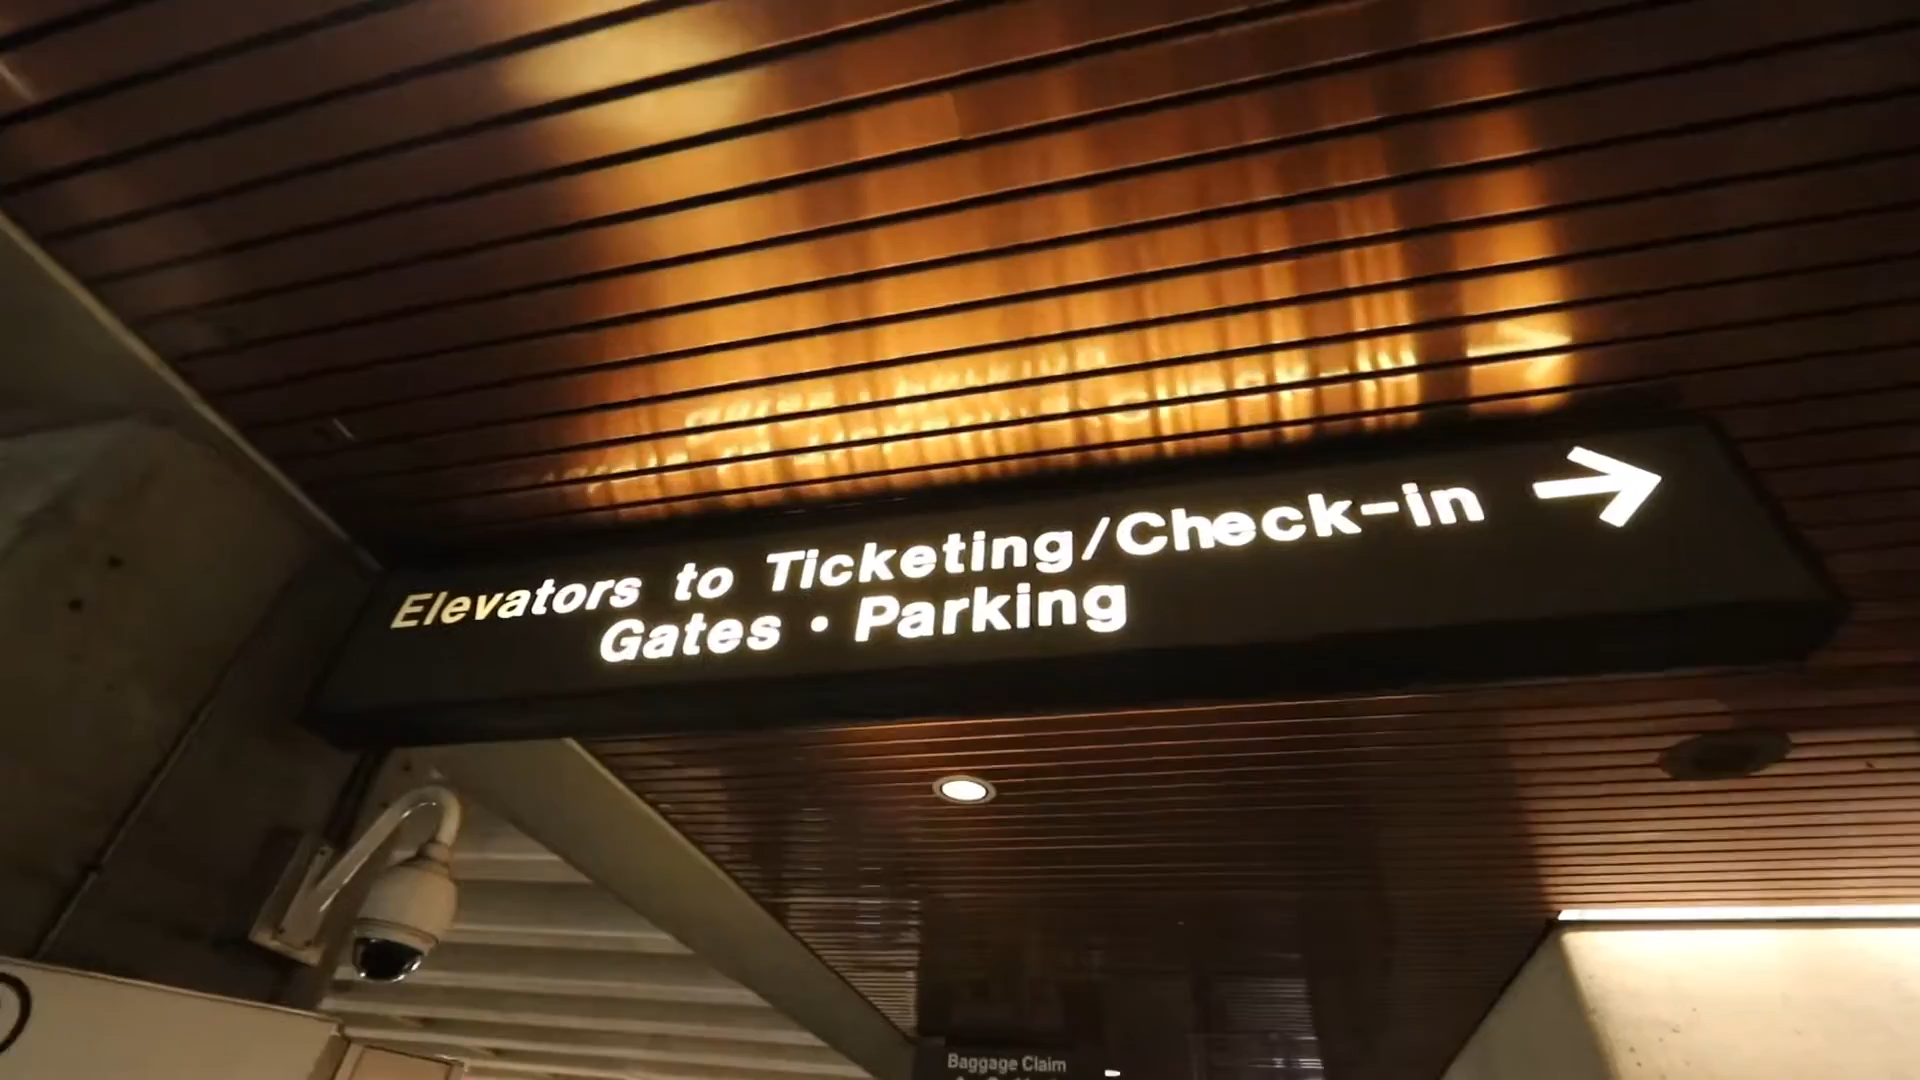 Elevators to Ticketing/Check-in
Gates • Parking
Baggage Claim